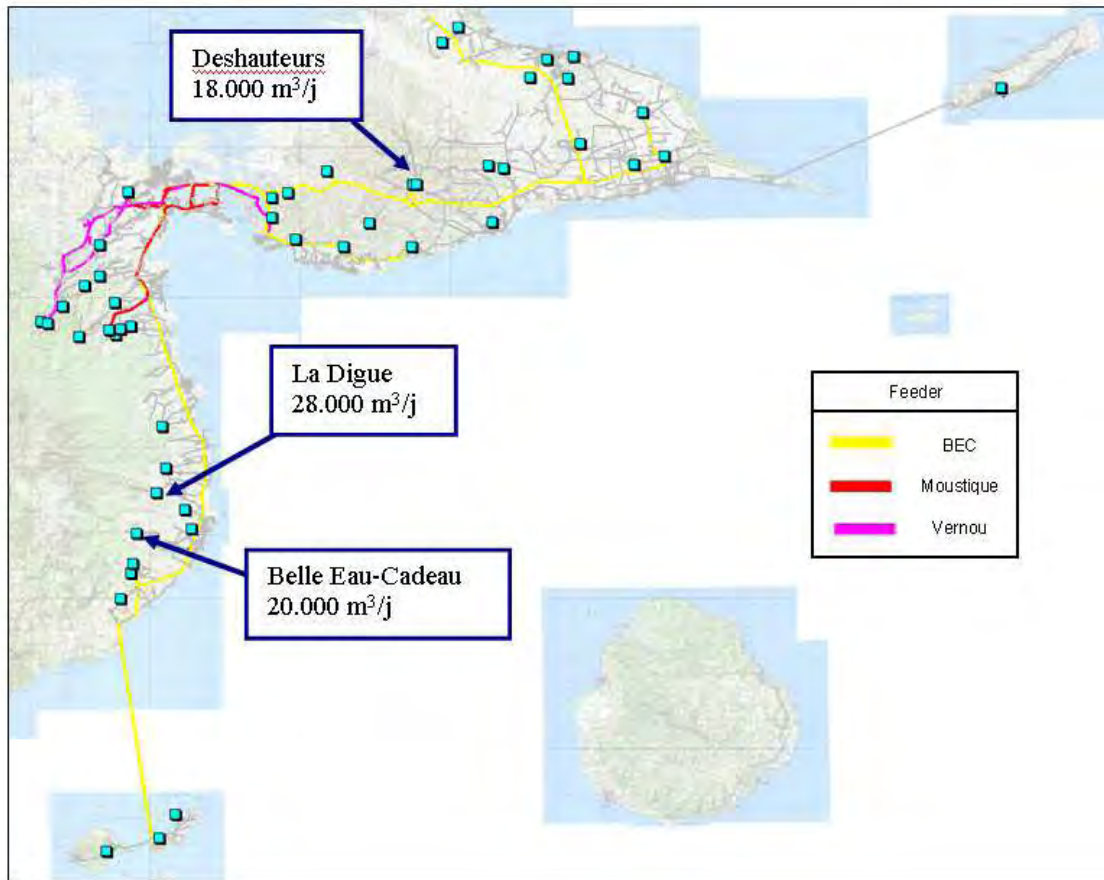 Deshauteurs
18.000 m³/j
La Digue
28.000 m³/j
Feeder
BEC
Moustique
Vernou
Belle Eau-Cadeau
20.000 m³/j